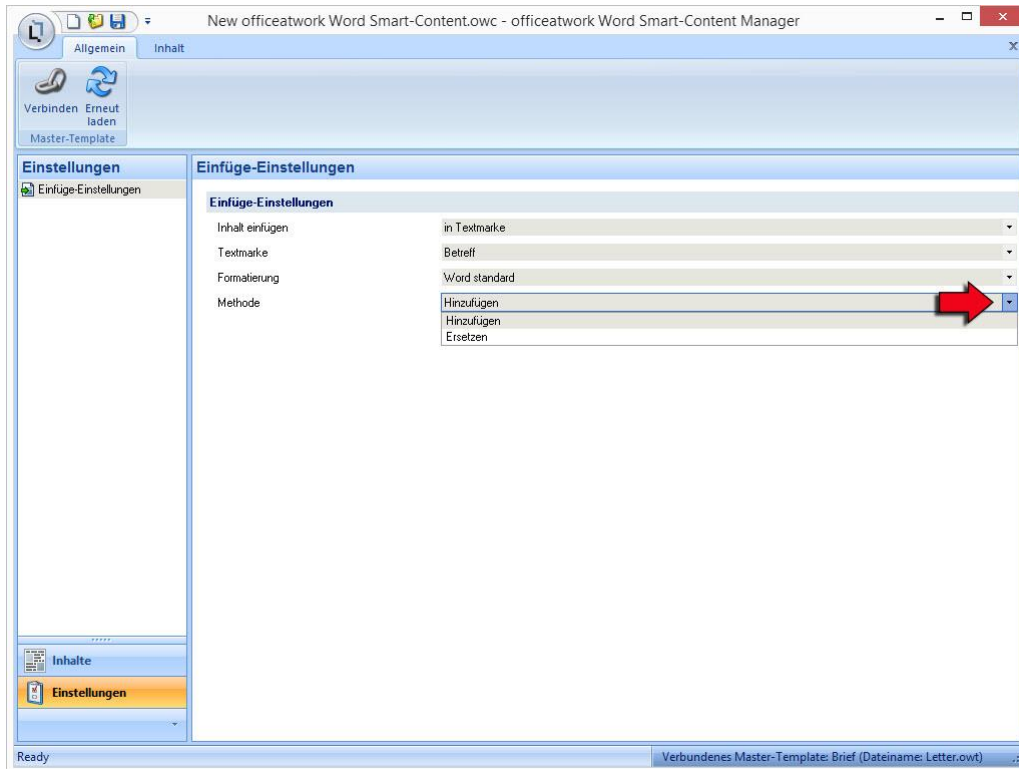 New officeatwork Word Smart-Content.owc - officeatwork Word Smart-Content Manager
Allgemein Inhalt
Verbinden Erneut laden
Master-Template
Einstellungen
Einfüge-Einstellungen
Einfüge-Einstellungen
Einfüge-Einstellungen
Inhalt einfügen in Textmarke
Textmarke Betreff
Formatierung Word standard
Methode Hinzufügen
Hinzufügen
Ersetzen
Inhalte
Einstellungen
Ready
Verbundenes Master-Template: Brief (Dateiname: Letter.owt)